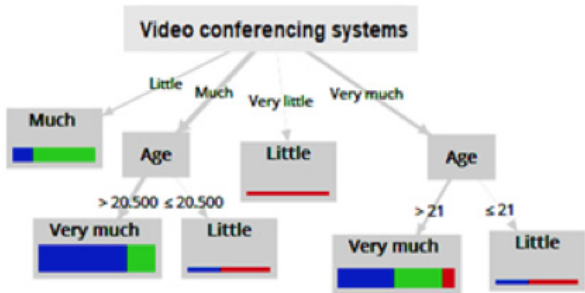 Video conferencing systems
Little
Much
Very little
Very much
Much
Age
Little
Age
> 20.500 ≤ 20.500
> 21 ≤ 21
Very much
Little
Very much
Little